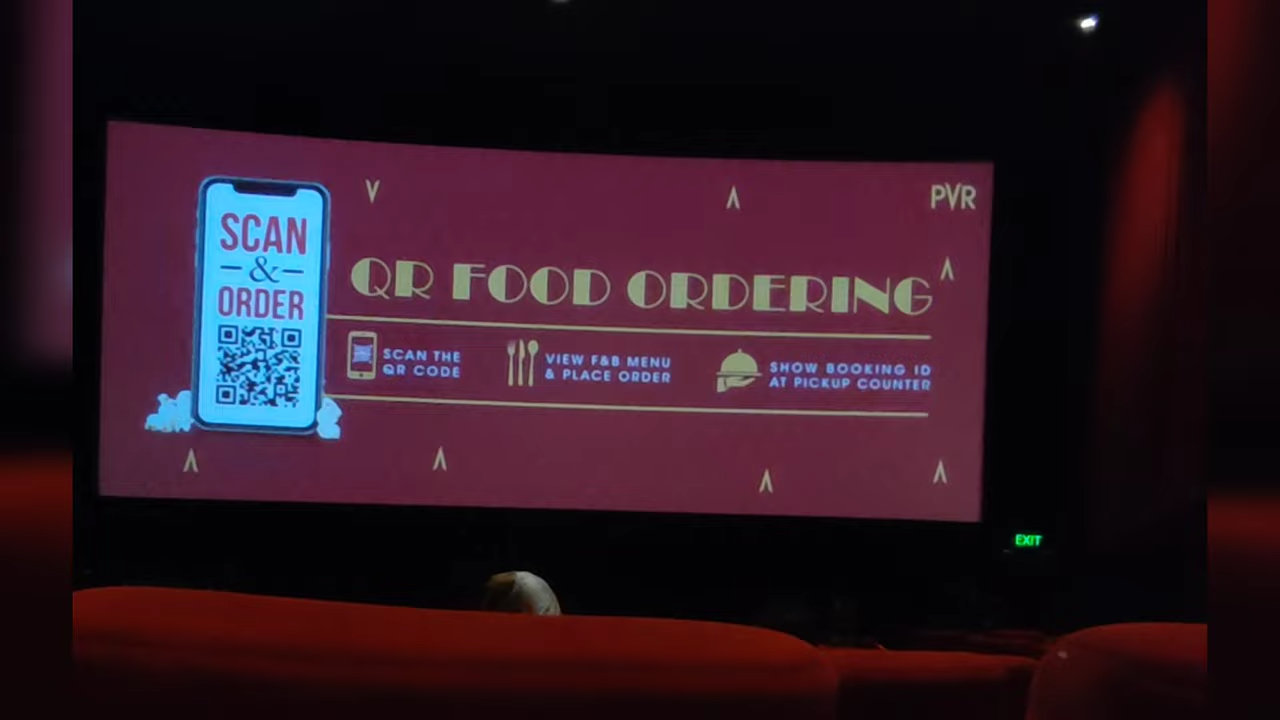 PVR
SCAN
&
ORDER
QR FOOD ORDERING
SCAN THE
QR CODE
VIEW F&B MENU
& PLACE ORDER
SHOW BOOKING ID
AT PICKUP COUNTER
EXIT